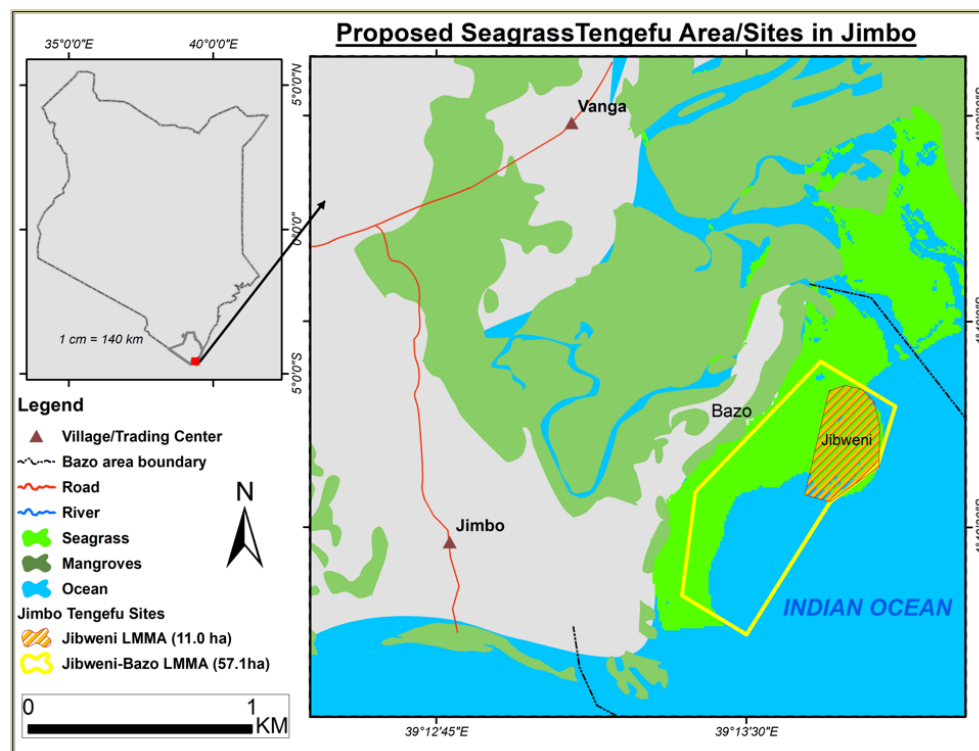 Proposed SeagrassTengefu Area/Sites in Jimbo
35°0'0"E
40°0'0"E
5°0'0"N
0°0'0"
5°0'0"S
1 cm = 140 km
Vanga
Bazo
Jibweni
Jimbo
INDIAN OCEAN
39°12'45"E
39°13'30"E
Legend
Village/Trading Center
Bazo area boundary
Road
River
Seagrass
Mangroves
Ocean
Jimbo Tengefu Sites
Jibweni LMMA (11.0 ha)
Jibweni-Bazo LMMA (57.1ha)
N
0
1
KM